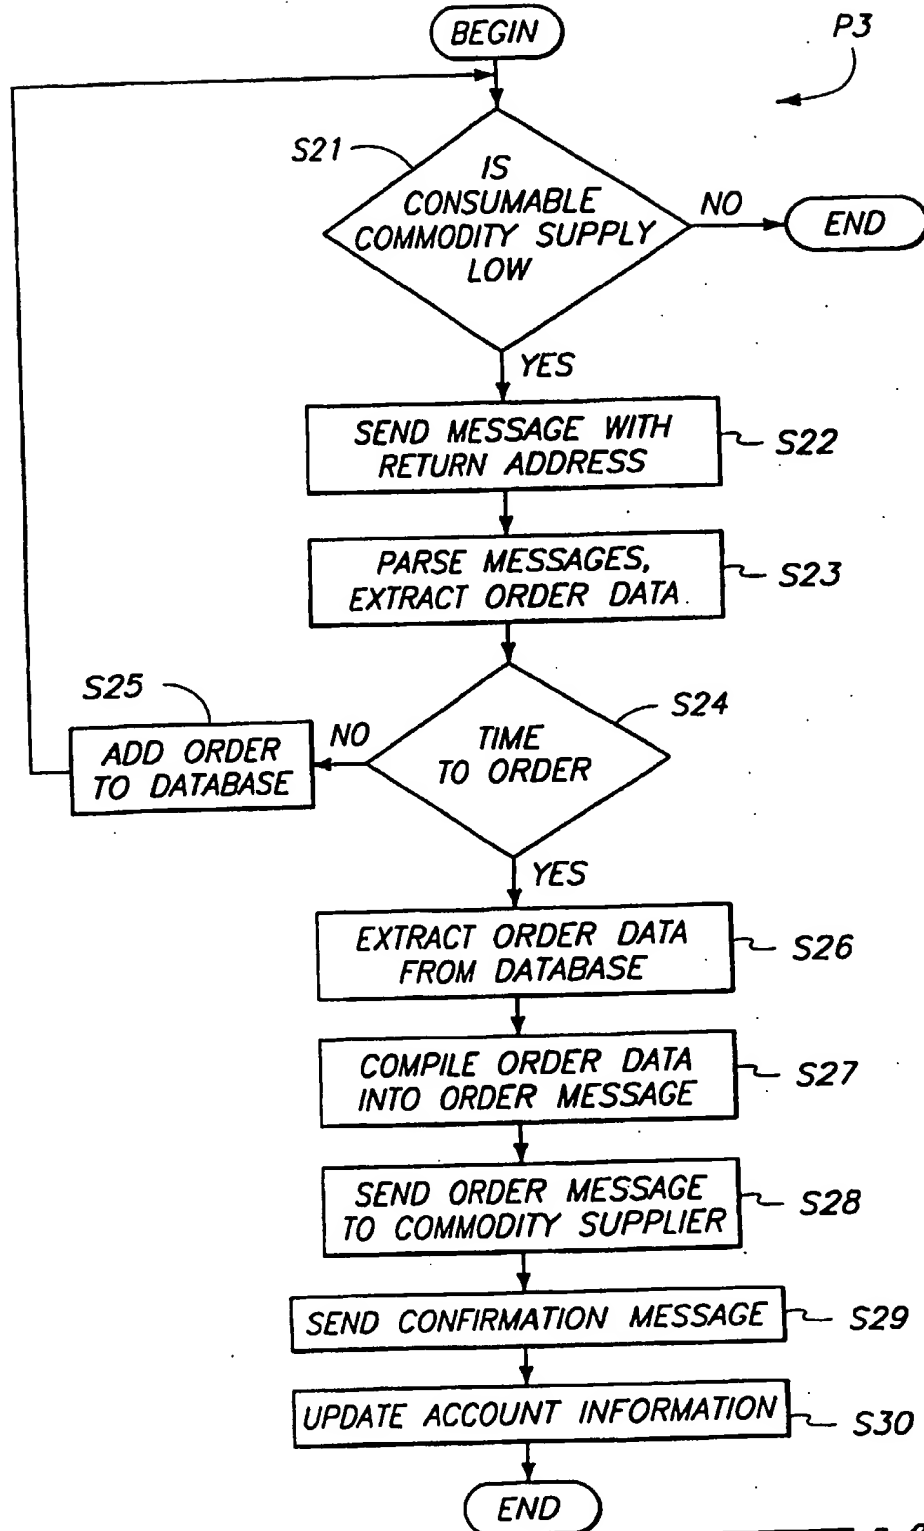 BEGIN
P3
S21
IS
CONSUMABLE
COMMODITY SUPPLY
LOW
NO
END
YES
SEND MESSAGE WITH
RETURN ADDRESS
S22
PARSE MESSAGES,
EXTRACT ORDER DATA
S23
S25
S24
TIME
TO ORDER
NO
ADD ORDER
TO DATABASE
YES
EXTRACT ORDER DATA
FROM DATABASE
S26
COMPILE ORDER DATA
INTO ORDER MESSAGE
S27
SEND ORDER MESSAGE
TO COMMODITY SUPPLIER
S28
SEND CONFIRMATION MESSAGE
S29
UPDATE ACCOUNT INFORMATION
S30
END